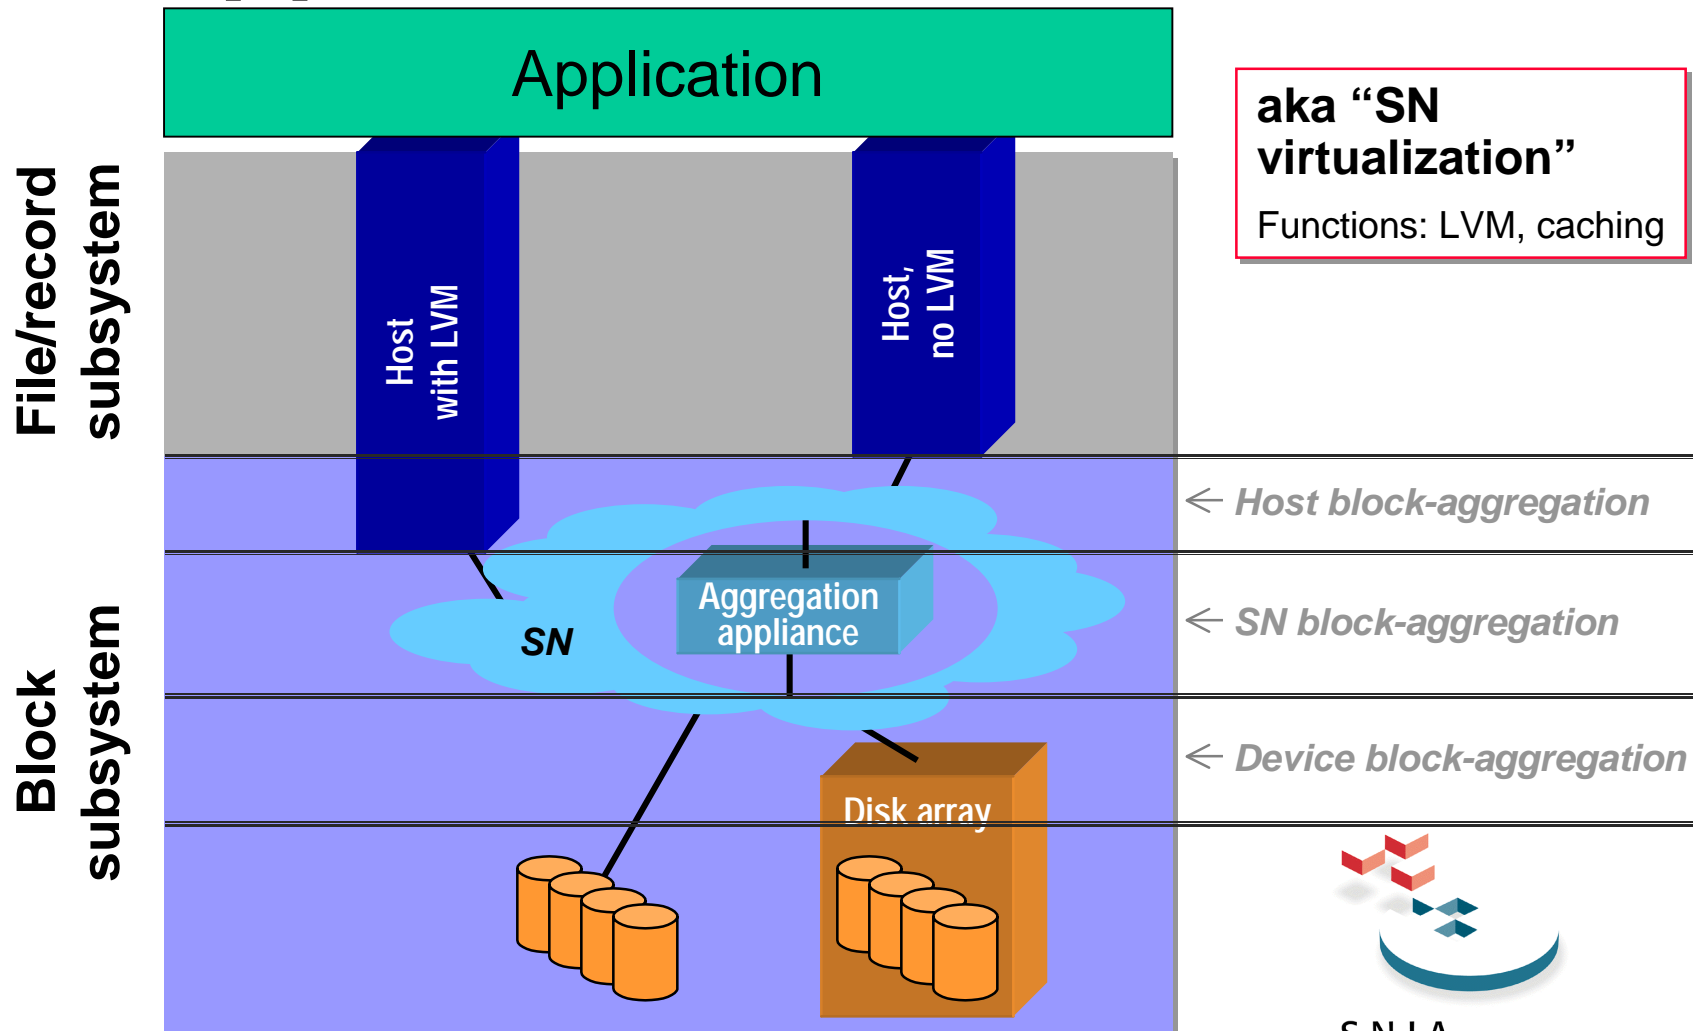 Application
aka “SN
virtualization”
Functions: LVM, caching
File/record
subsystem
Host
with LVM
Host,
no LVM
Host block-aggregation
Aggregation
appliance
SN
SN block-aggregation
Block
subsystem
Device block-aggregation
Disk array
SNIA